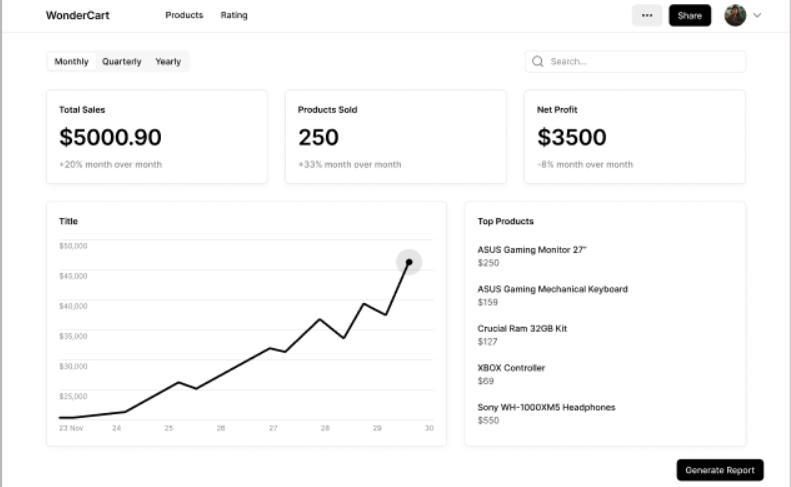 WonderCart
Products
Rating
...
Share
Monthly
Quarterly
Yearly
Search...
Total Sales
$5000.90
+20% month over month
Products Sold
250
+33% month over month
Net Profit
$3500
-8% month over month
Title
$50,000
$45,000
$40,000
$35,000
$30,000
$25,000
23 Nov 24 25 26 27 28 29 30
Top Products
ASUS Gaming Monitor 27"
$250
ASUS Gaming Mechanical Keyboard
$159
Crucial Ram 32GB Kit
$127
XBOX Controller
$69
Sony WH-1000XM5 Headphones
$550
Generate Report